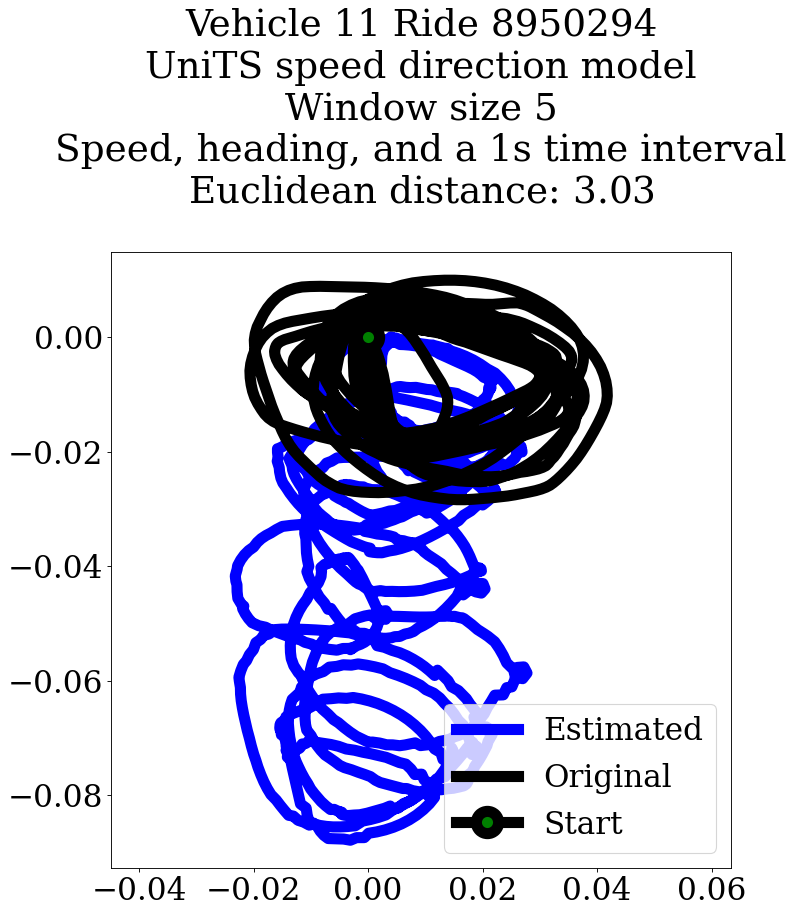 Vehicle 11 Ride 8950294
UniTS speed direction model
Window size 5
Speed, heading, and a 1s time interval
Euclidean distance: 3.03
0.00
−0.02
−0.04
−0.06
−0.08
Estimated
Original
Start
−0.04 −0.02 0.00 0.02 0.04 0.06